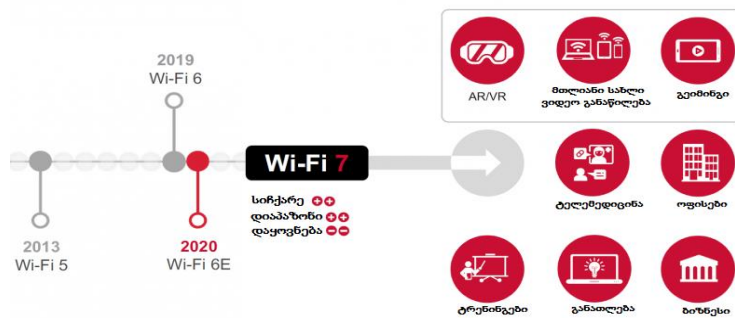 2019
Wi-Fi 6
Wi-Fi 7
სიჩქარე
დიაპაზონი
დაყოვნება
2013
Wi-Fi 5
2020
Wi-Fi 6E
AR/VR
მთლიანი სახლი
ვიდეო განაწილება
გეიმინგი
ტელემედიცინა
ოფისები
ტრენინგები
განათლება
ბიზნესი